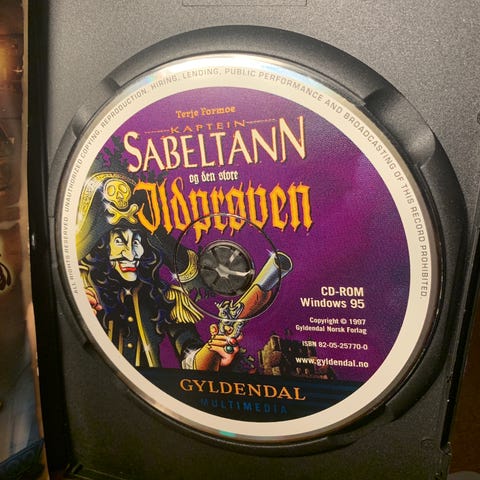 ALL RIGHTS RESERVED. UNAUTHORIZED COPYING, REPRODUCTION, HIRING, LENDING, PUBLIC PERFORMANCE AND BROADCASTING OF THIS RECORD PROHIBITED.
Terje Formoe
KAPTEIN
SABELTANN
og den store
Ildprøven
CD-ROM
Windows 95
Copyright © 1997
Gyldendal Norsk Forlag
ISBN 82-05-25770-0
www.gyldendal.no
GYLDENDAL
MULTIMEDIA